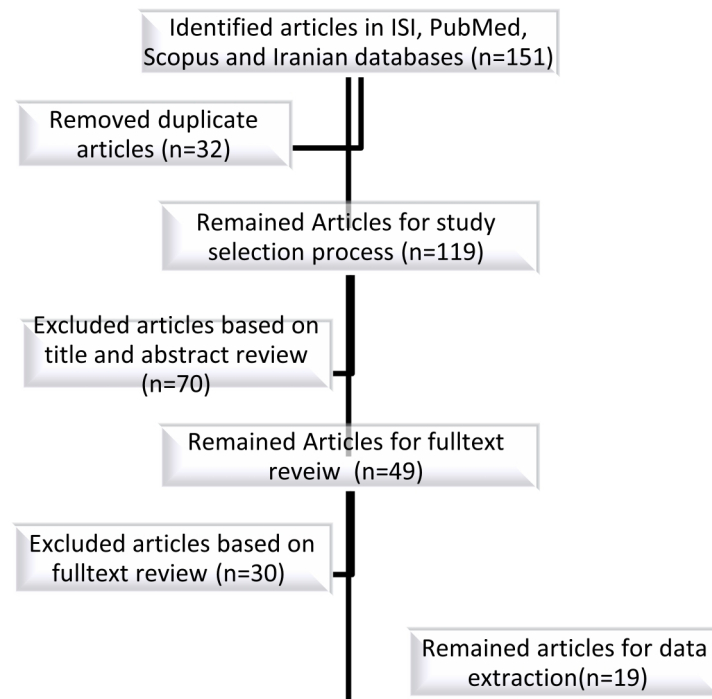 Identified articles in ISI, PubMed,
Scopus and Iranian databases (n=151)
Removed duplicate
articles (n=32)
Remained Articles for study
selection process (n=119)
Excluded articles based on
title and abstract review
(n=70)
Remained Articles for fulltext
reveiw (n=49)
Excluded articles based on
fulltext review (n=30)
Remained articles for data
extraction(n=19)